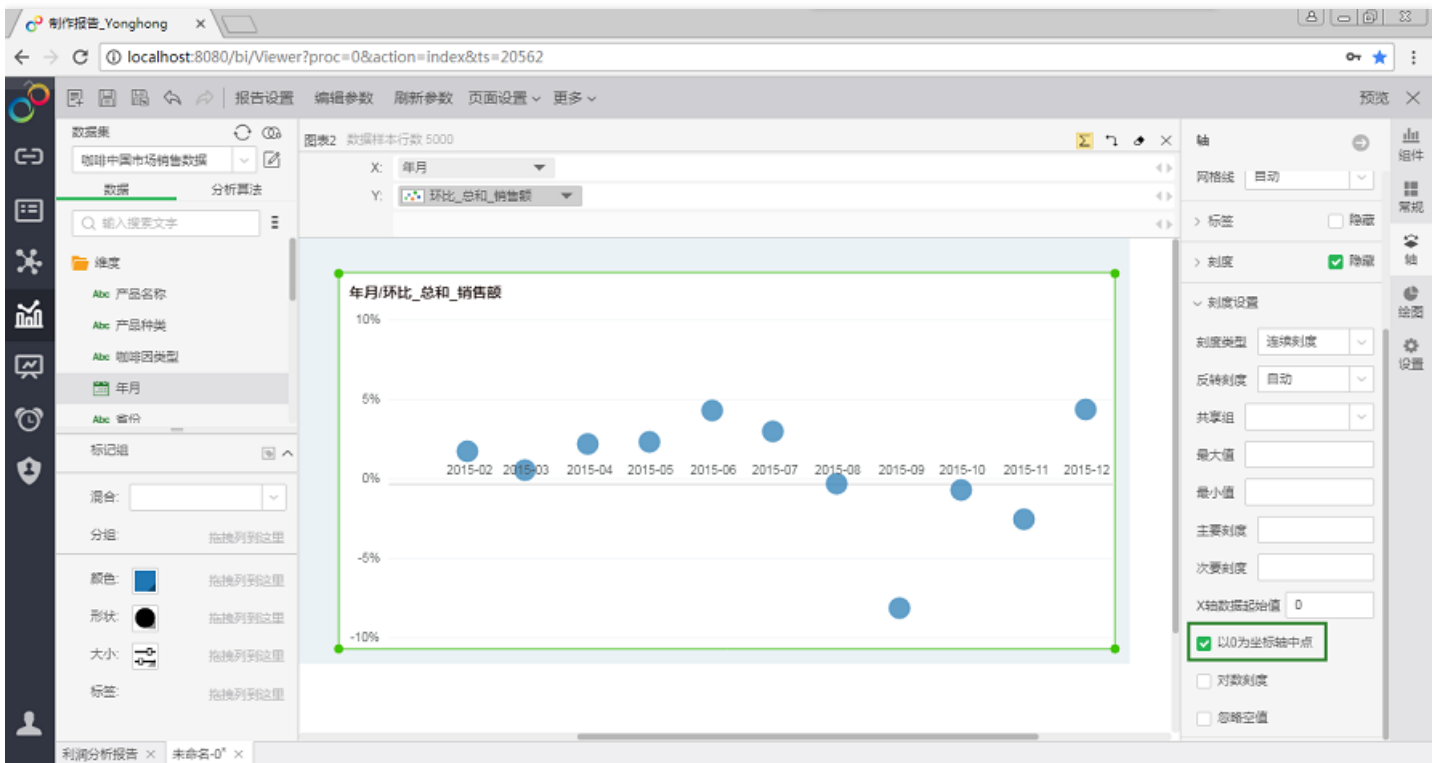 制作报告_Yonghong
localhost:8080/bi/Viewer?proc=0&action=index&ts=20562
报告设置 编辑参数 刷新参数 页面设置 更多 预览
数据集
咖啡中国市场销售数据
数据 分析算法
输入搜索文字
维度
Abc 产品名称
Abc 产品种类
Abc 咖啡因类型
年月
Abc 省份
标记组
混合:
分组: 拖拽列到这里
颜色: 拖拽列到这里
形状: 拖拽列到这里
大小: 拖拽列到这里
标签: 拖拽列到这里
利润分析报告 未命名-0*
图表2 数据样本行数 5000
X: 年月
Y: 环比_总和_销售额
年月/环比_总和_销售额
10%
5%
0%
-5%
-10%
2015-02 2015-03 2015-04 2015-05 2015-06 2015-07 2015-08 2015-09 2015-10 2015-11 2015-12
轴
网格线 自动
标签 隐藏
刻度 隐藏
刻度设置
刻度类型 连续刻度
反转刻度 自动
共享组
最大值
最小值
主要刻度
次要刻度
X轴数据起始值 0
以0为坐标轴中点
对数刻度
忽略空值
组件
常规
轴
绘图
设置